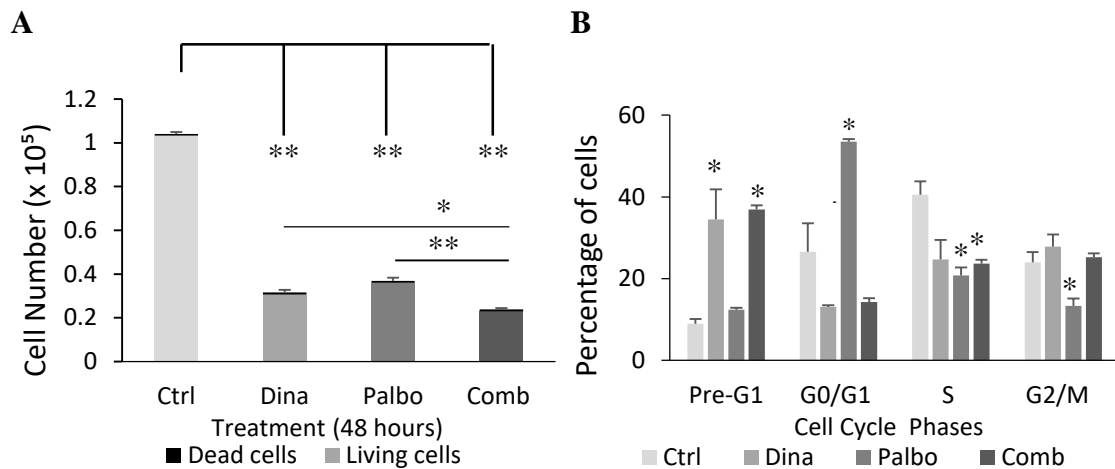 A
Cell Number (x 10⁵)
1.2
1
0.8
0.6
0.4
0.2
0
** ** **
*
**
Ctrl Dina Palbo Comb
Treatment (48 hours)
Dead cells Living cells
B
Percentage of cells
60
40
20
0
* * * * * *
-
Pre-G1 G0/G1 S G2/M
Cell Cycle Phases
Ctrl Dina Palbo Comb